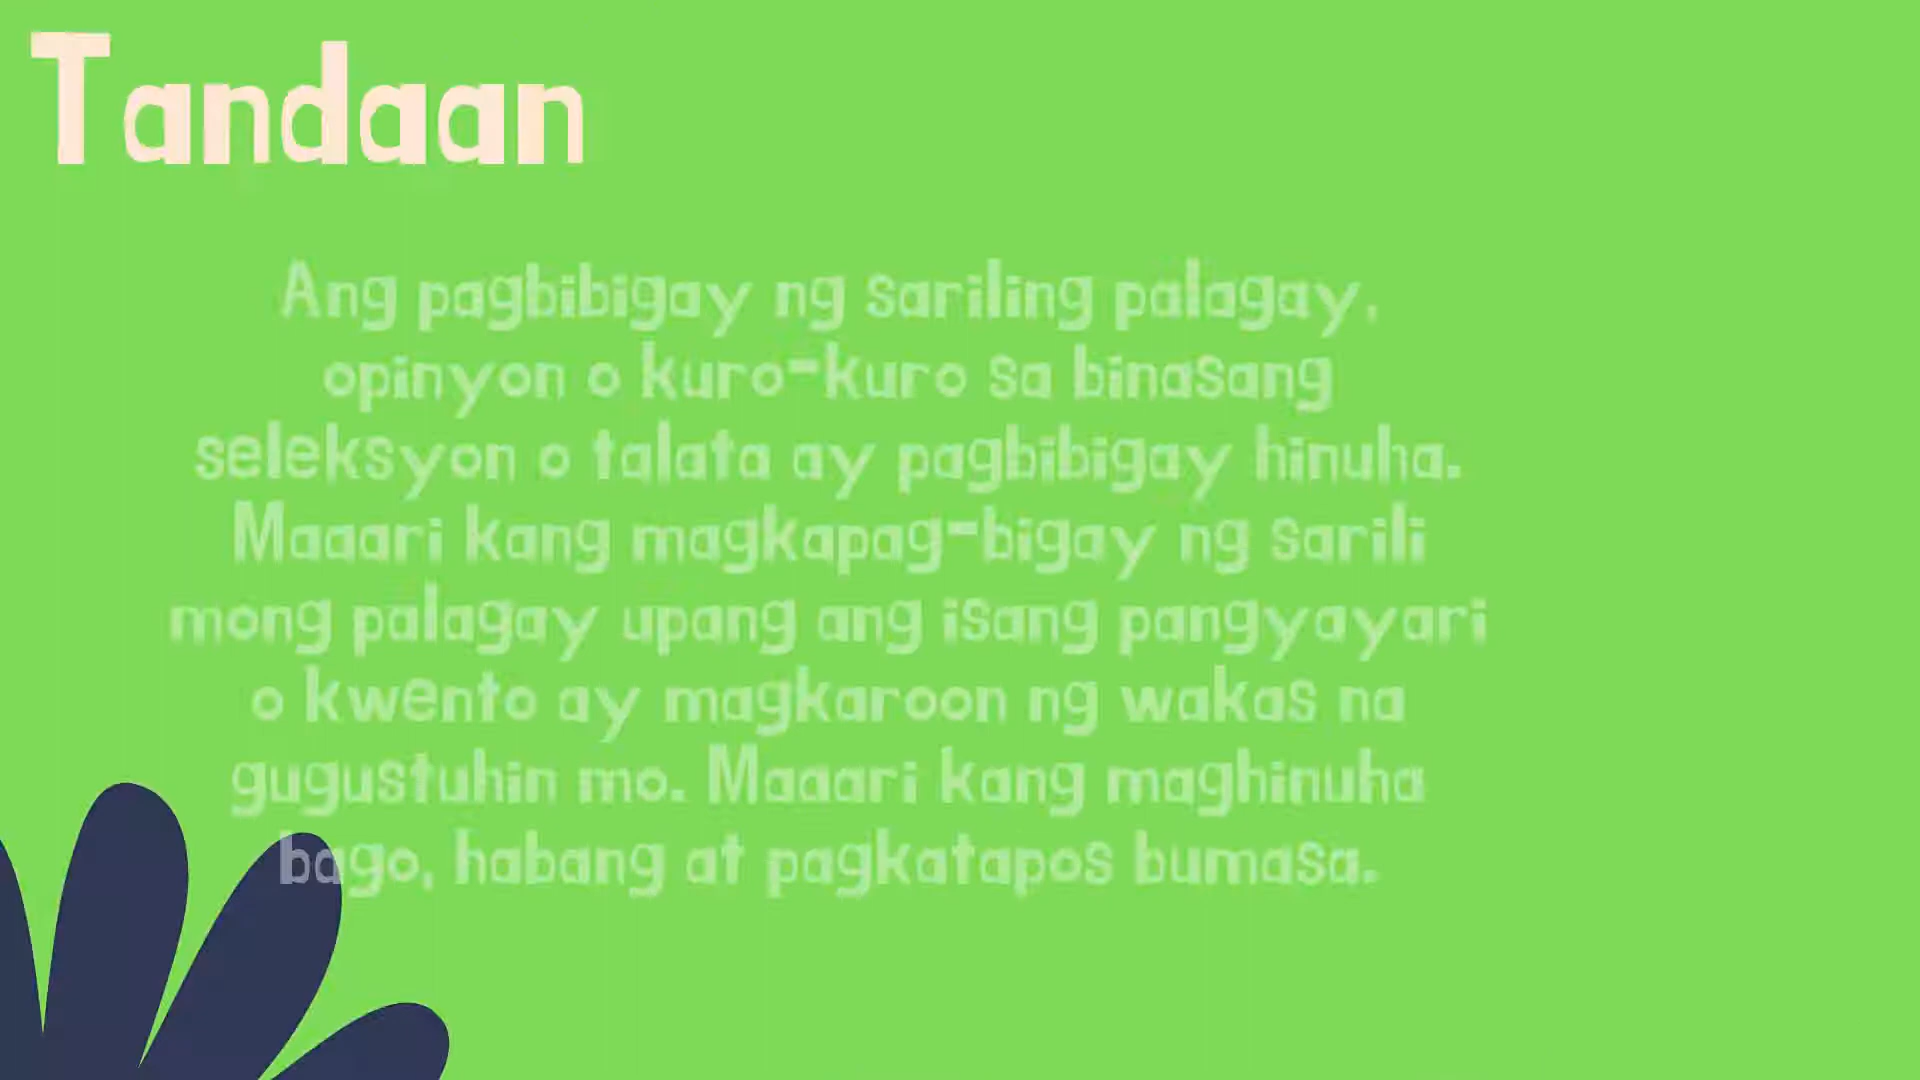 Tandaan
Ang pagbibigay ng sariling palagay,
opinyon o kuro-kuro sa binasang
seleksyon o talata ay pagbibigay hinuha.
Maaari kang magkapag-bigay ng sarili
mong palagay upang ang isang pangyayari
o kwento ay magkaroon ng wakas na
gugustuhin mo. Maaari kang maghinuha
bago, habang at pagkatapos bumasa.